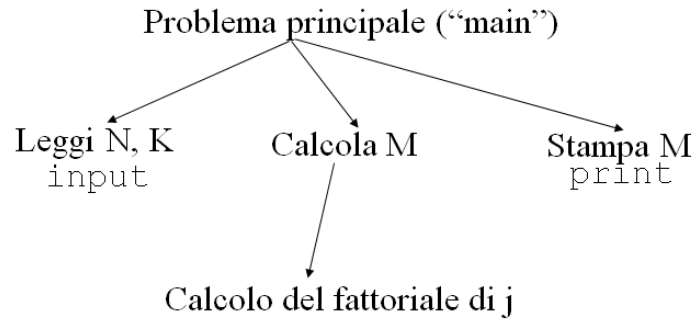 Problema principale (“main”)
Leggi N, K
input
Calcola M
Stampa M
print
Calcolo del fattoriale di j